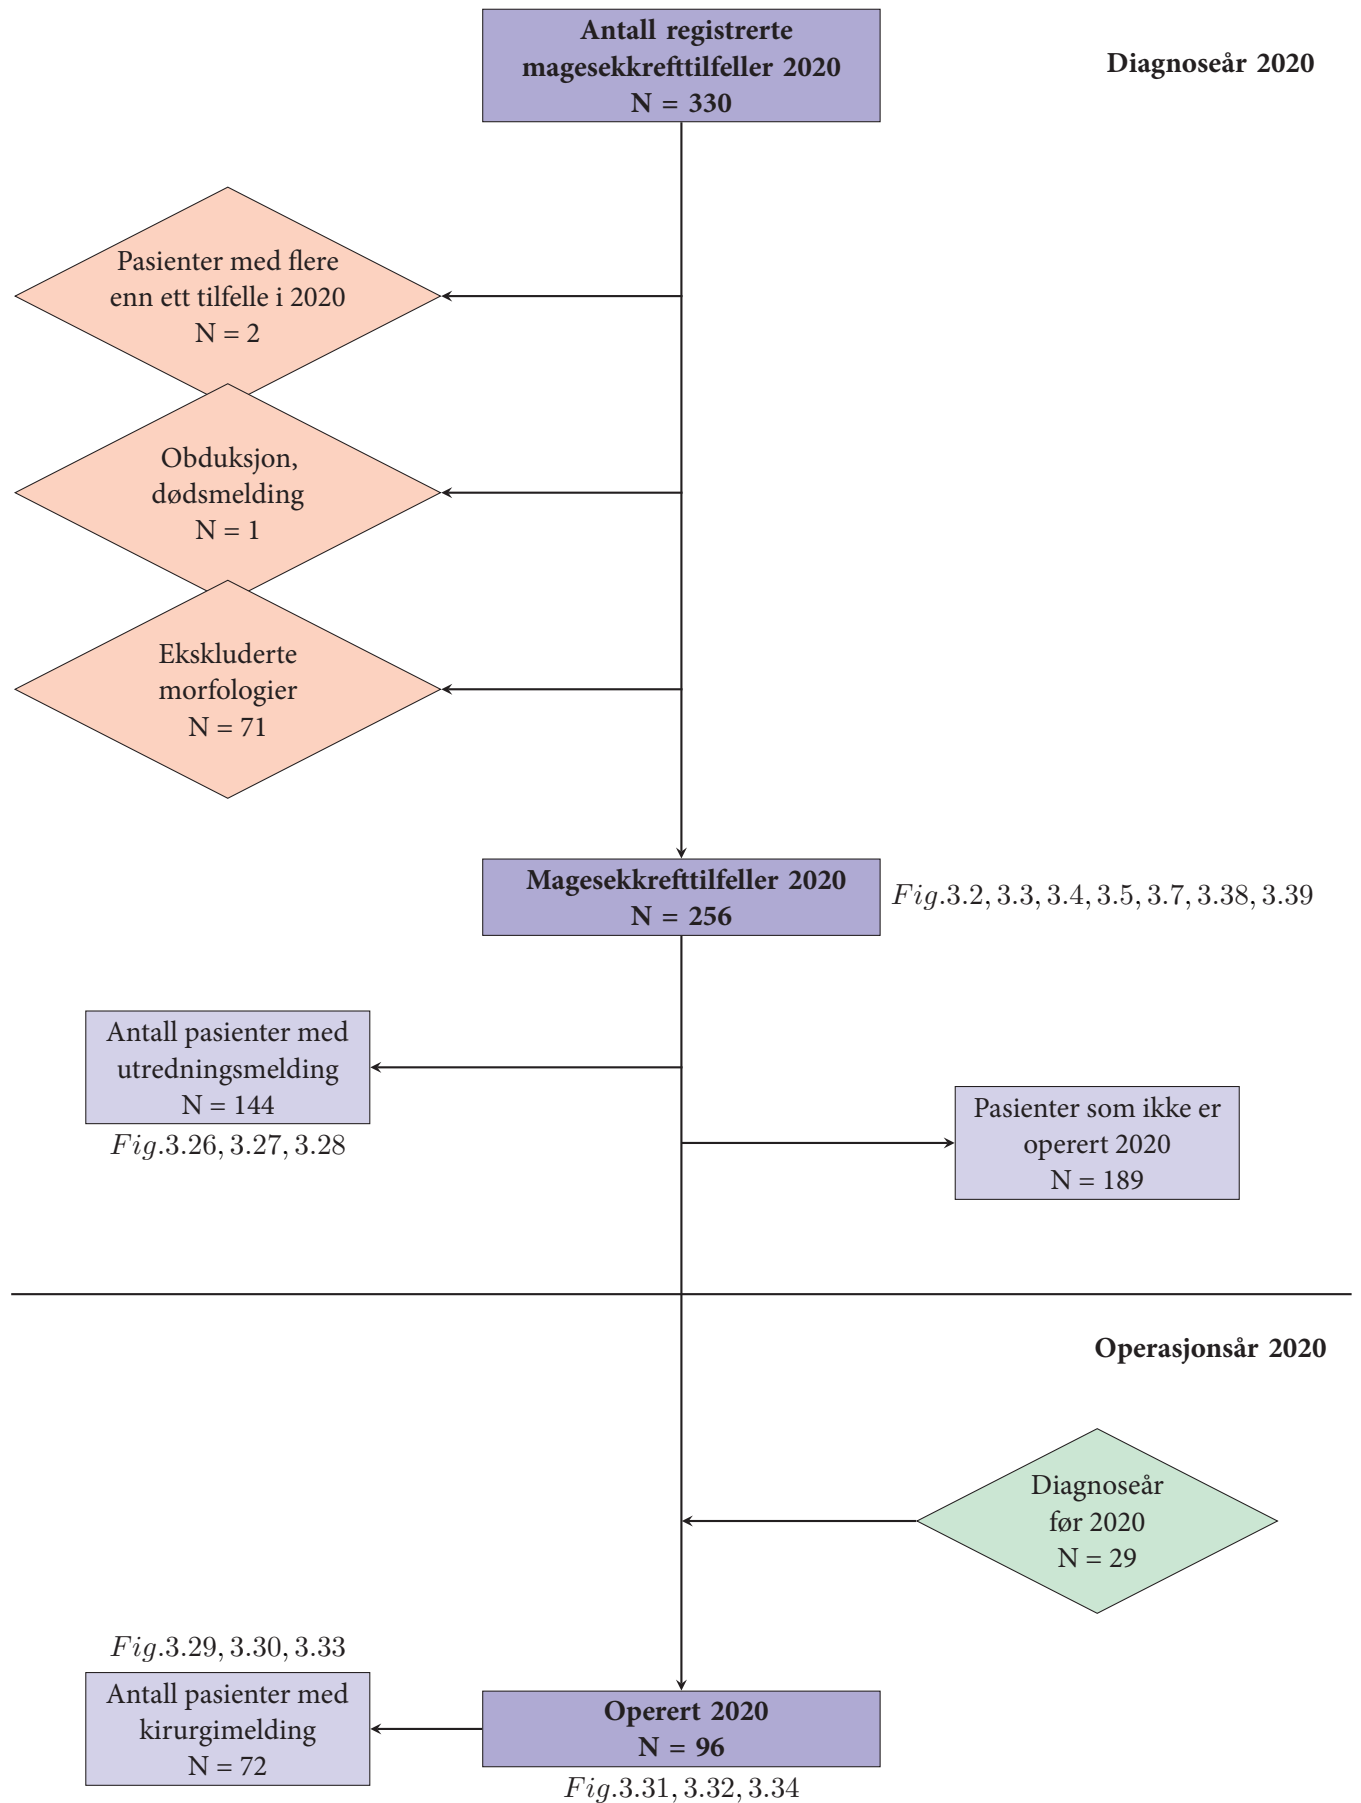 Antall registrerte
magesekkrefttilfeller 2020
N = 330
Diagnoseår 2020
Pasienter med flere
enn ett tilfelle i 2020
N = 2
Obduksjon,
dødsmelding
N = 1
Ekskluderte
morfologier
N = 71
Magesekkrefttilfeller 2020
N = 256
Fig.3.2, 3.3, 3.4, 3.5, 3.7, 3.38, 3.39
Antall pasienter med
utredningsmelding
N = 144
Fig.3.26, 3.27, 3.28
Pasienter som ikke er
operert 2020
N = 189
Operasjonsår 2020
Diagnoseår
før 2020
N = 29
Fig.3.29, 3.30, 3.33
Antall pasienter med
kirurgimelding
N = 72
Operert 2020
N = 96
Fig.3.31, 3.32, 3.34